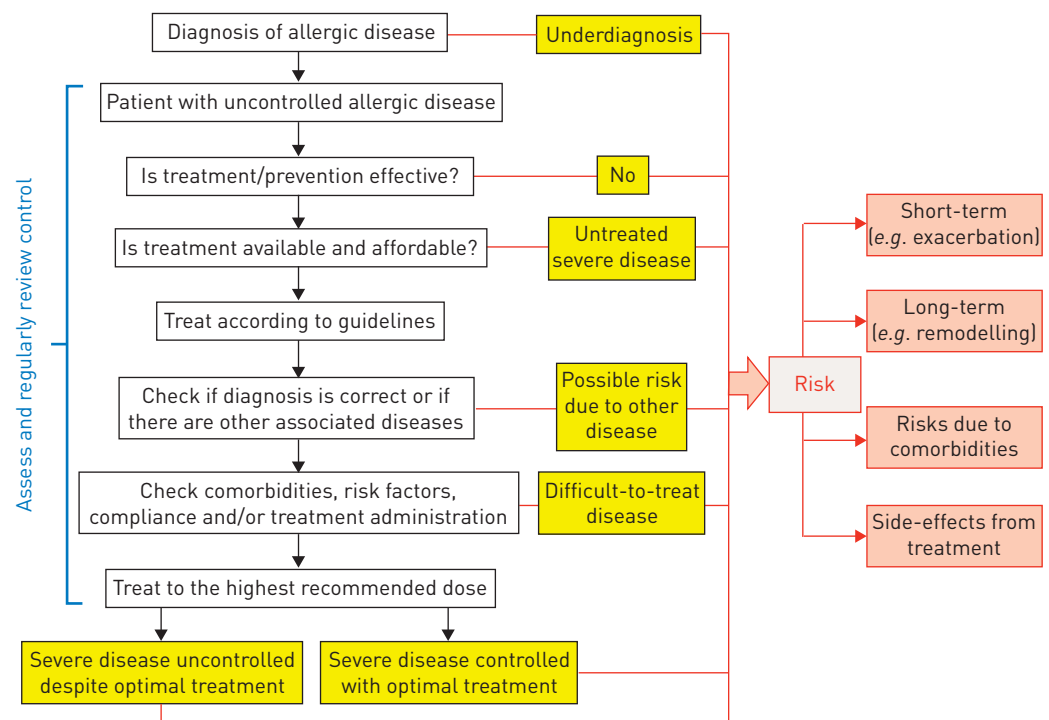 Diagnosis of allergic disease
Underdiagnosis
Patient with uncontrolled allergic disease
Is treatment/prevention effective?
No
Is treatment available and affordable?
Untreated
severe disease
Treat according to guidelines
Check if diagnosis is correct or if
there are other associated diseases
Possible risk
due to other
disease
Check comorbidities, risk factors,
compliance and/or treatment administration
Difficult-to-treat
disease
Treat to the highest recommended dose
Severe disease uncontrolled
despite optimal treatment
Severe disease controlled
with optimal treatment
Assess and regularly review control
Risk
Short-term
(e.g. exacerbation)
Long-term
(e.g. remodelling)
Risks due to
comorbidities
Side-effects from
treatment